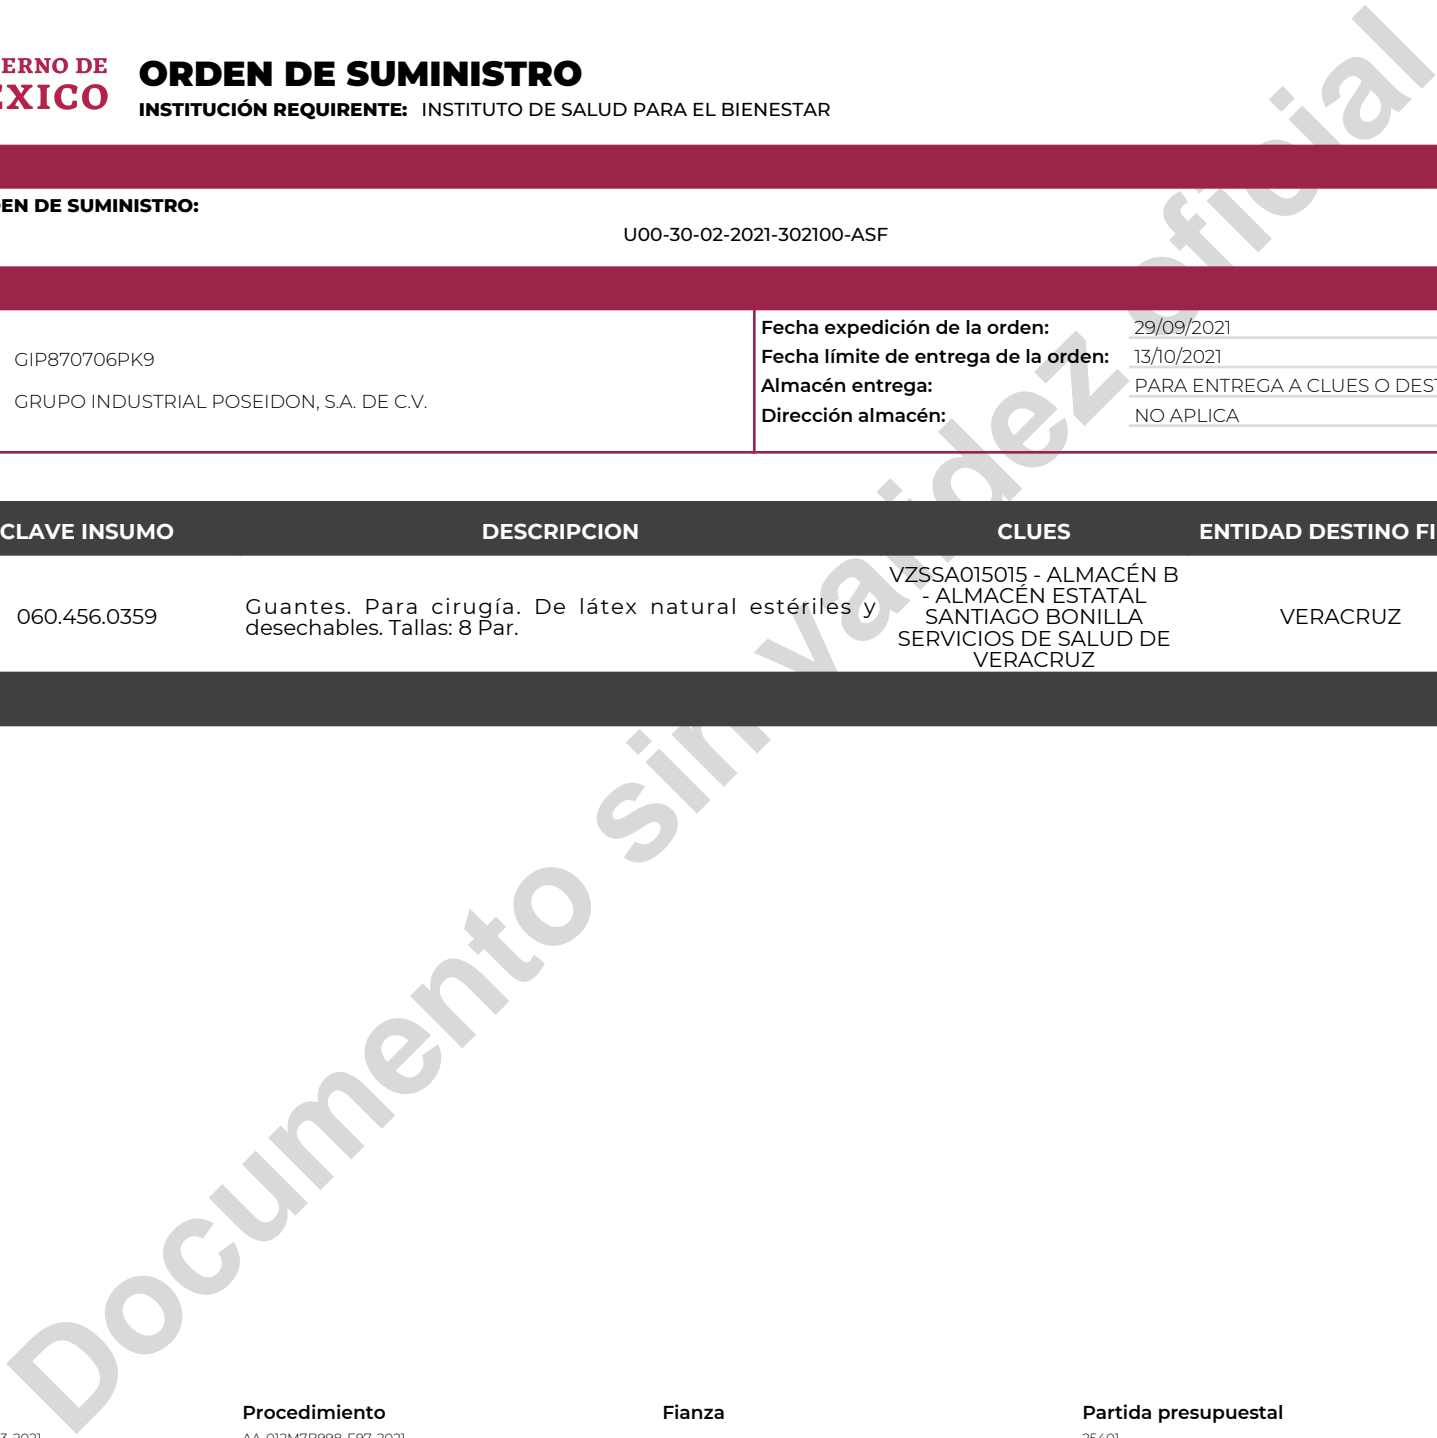 ERNO DE
ÉXICO
ORDEN DE SUMINISTRO
INSTITUCIÓN REQUIRENTE: INSTITUTO DE SALUD PARA EL BIENESTAR
EN DE SUMINISTRO:
U00-30-02-2021-302100-ASF
GIP870706PK9
GRUPO INDUSTRIAL POSEIDON, S.A. DE C.V.
Fecha expedición de la orden: 29/09/2021
Fecha límite de entrega de la orden: 13/10/2021
Almacén entrega: PARA ENTREGA A CLUES O DEST
Dirección almacén: NO APLICA
CLAVE INSUMO DESCRIPCION CLUES ENTIDAD DESTINO FI
060.456.0359
Guantes. Para cirugía. De látex natural estériles y
desechables. Tallas: 8 Par.
VZSSA015015 - ALMACÉN B
- ALMACÉN ESTATAL
SANTIAGO BONILLA
SERVICIOS DE SALUD DE
VERACRUZ
VERACRUZ
Documento sin validez oficial
Procedimiento Fianza Partida presupuestal